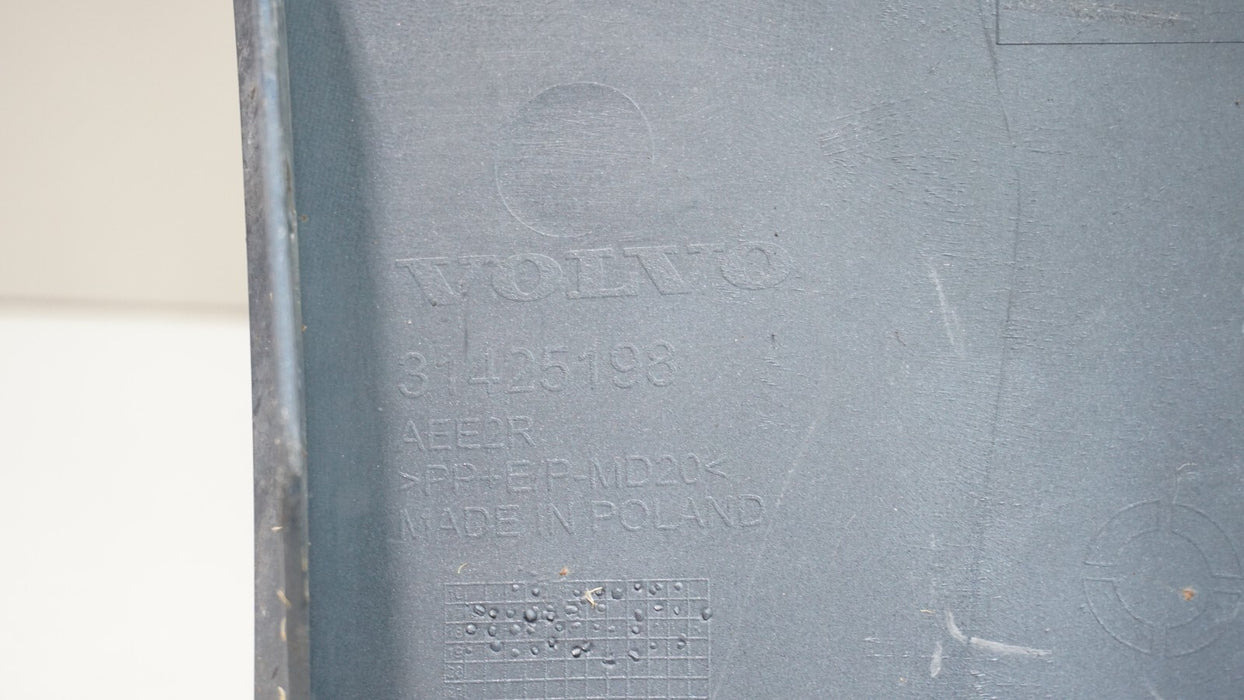 VOLVO
31425198
AEE2R
>PP+E/P-MD20<
MADE IN POLAND